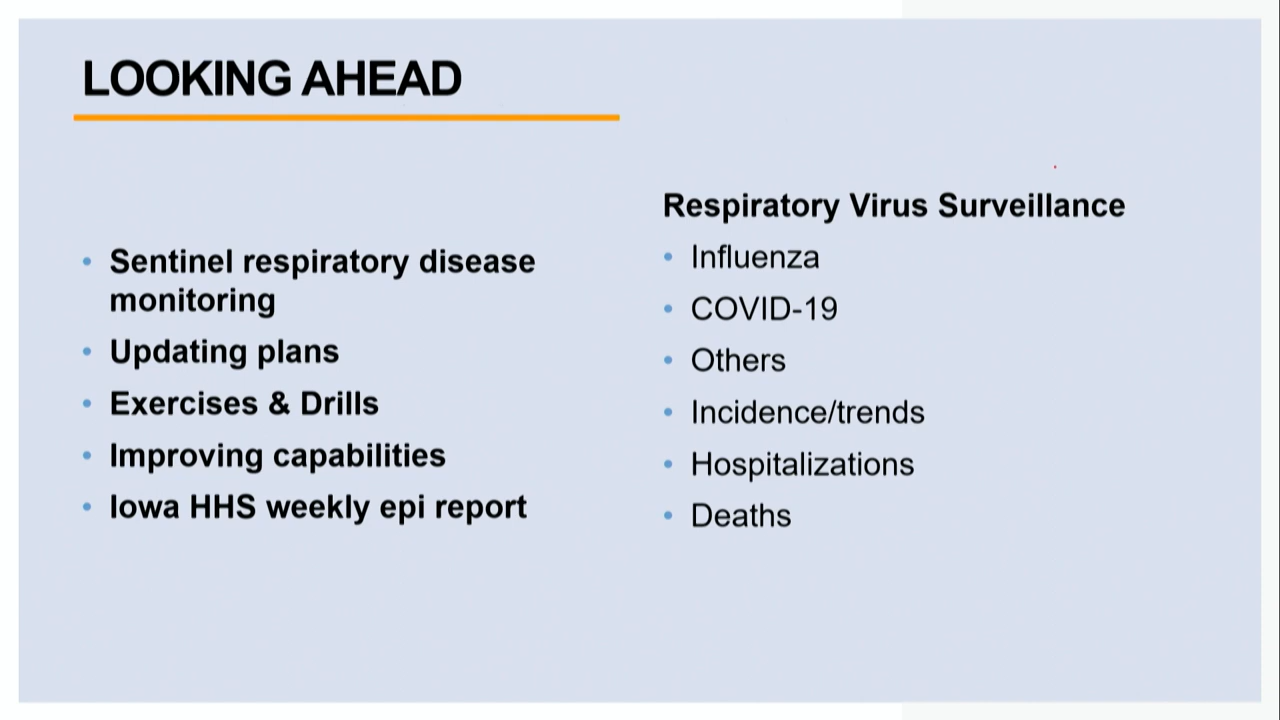 LOOKING AHEAD
• Sentinel respiratory disease
monitoring
• Updating plans
• Exercises & Drills
• Improving capabilities
• Iowa HHS weekly epi report
Respiratory Virus Surveillance
• Influenza
• COVID-19
• Others
• Incidence/trends
• Hospitalizations
• Deaths